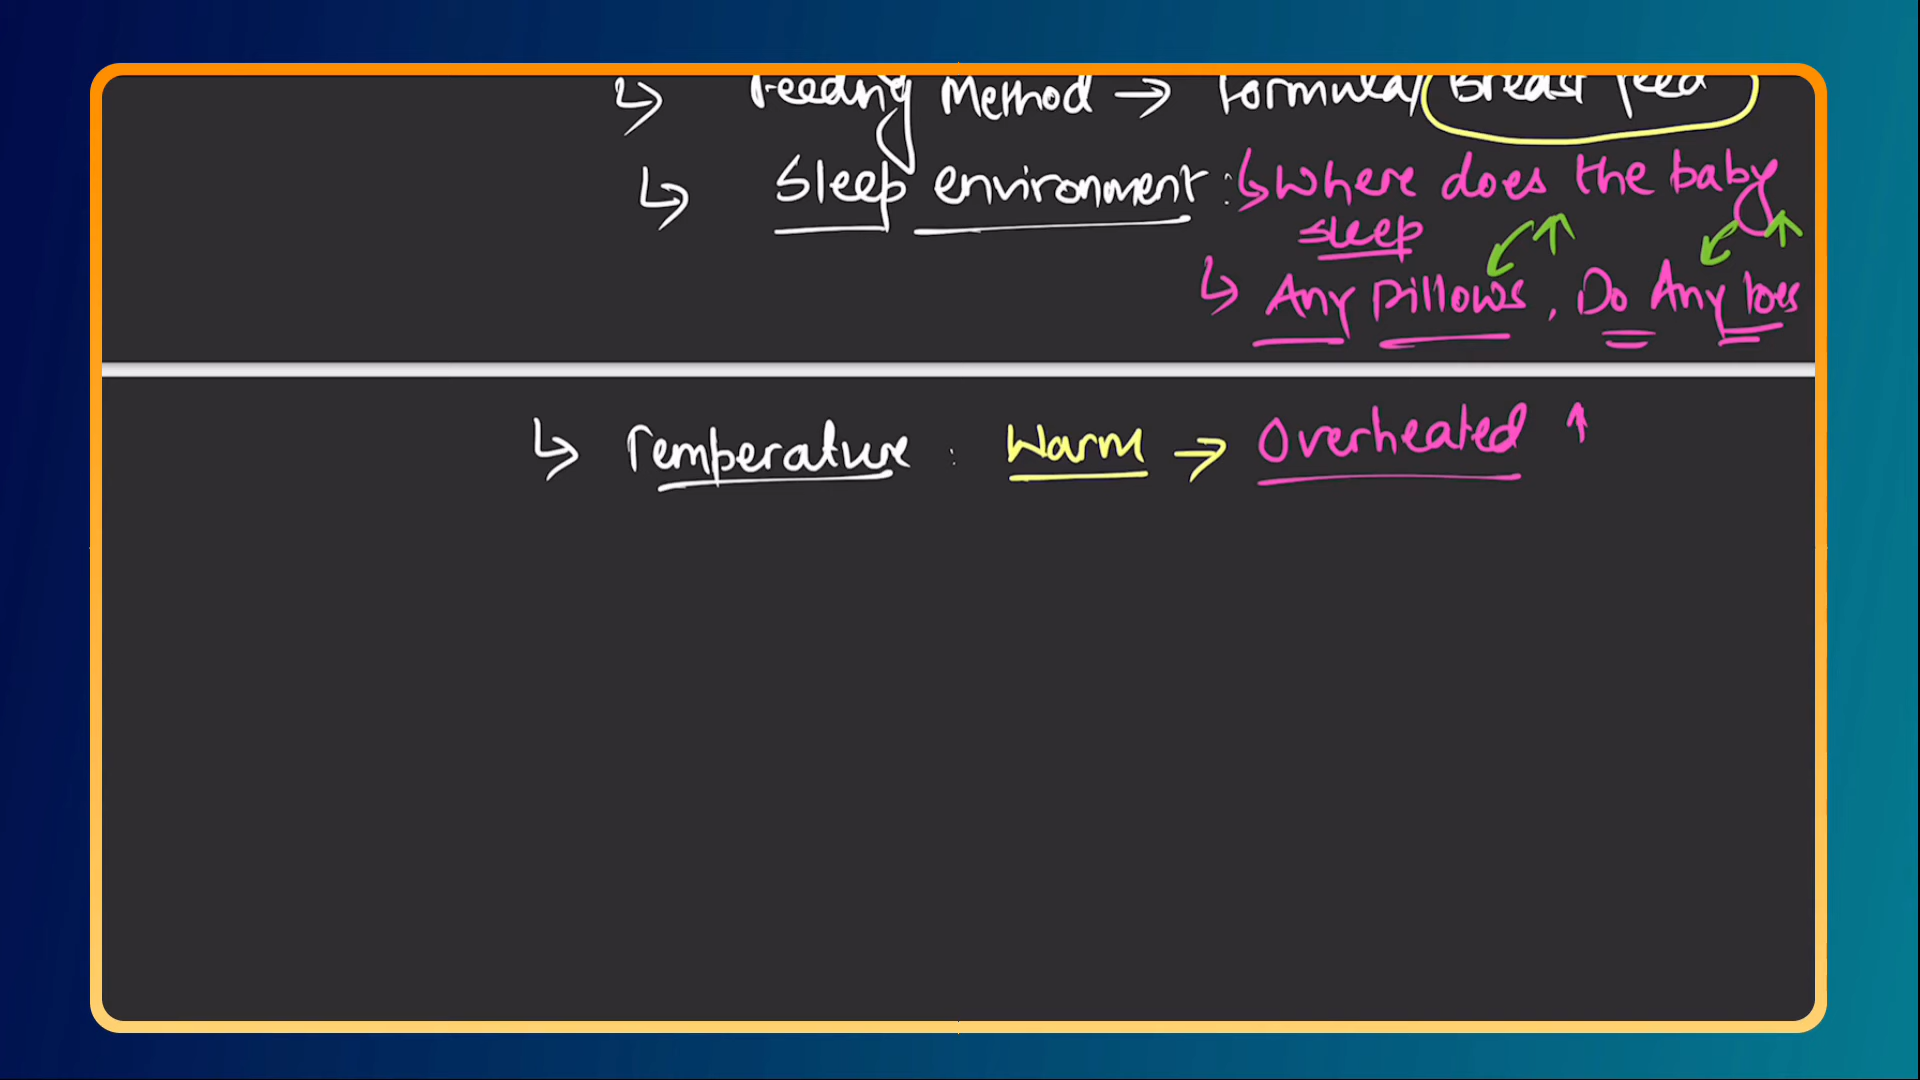 ↳ Feeding Method → Formula/Breast feed
↳ Sleep environment : ↳ Where does the baby
sleep
↳ Any pillows, Do Any toes
↳ Temperature : Warm → Overheated ↑